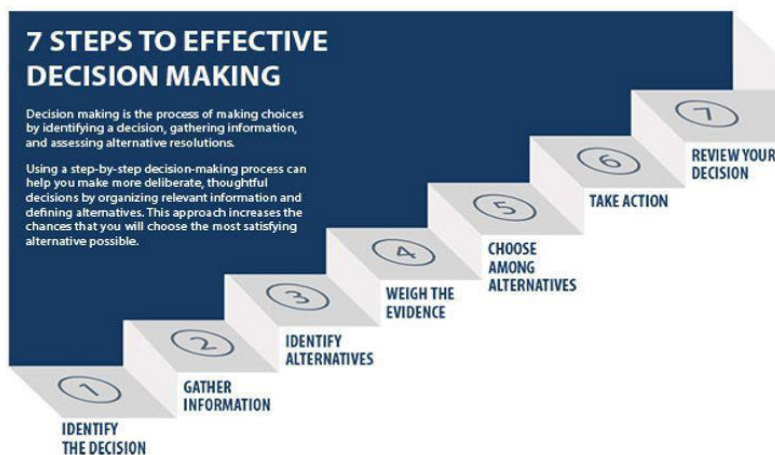 7 STEPS TO EFFECTIVE
DECISION MAKING
Decision making is the process of making choices
by identifying a decision, gathering information,
and assessing alternative resolutions.
Using a step-by-step decision-making process can
help you make more deliberate, thoughtful
decisions by organizing relevant information and
defining alternatives. This approach increases the
chances that you will choose the most satisfying
alternative possible.
1
IDENTIFY
THE DECISION
2
GATHER
INFORMATION
3
IDENTIFY
ALTERNATIVES
4
WEIGH THE
EVIDENCE
5
CHOOSE
AMONG
ALTERNATIVES
6
TAKE ACTION
7
REVIEW YOUR
DECISION